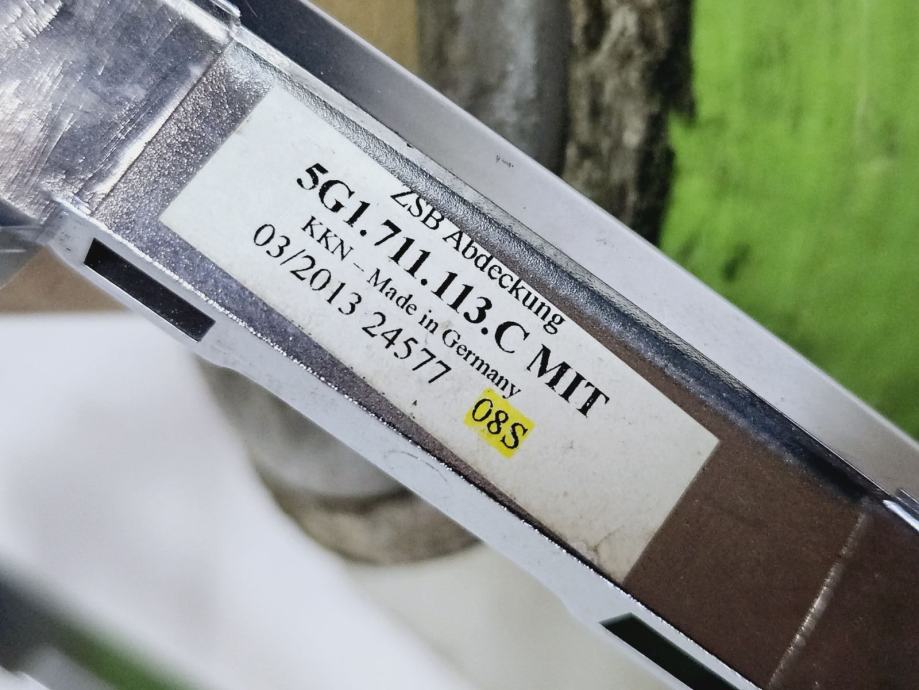 ZSB Abdeckung
5G1.711.113.C MIT
KKN – Made in Germany
03/2013 24577
08S